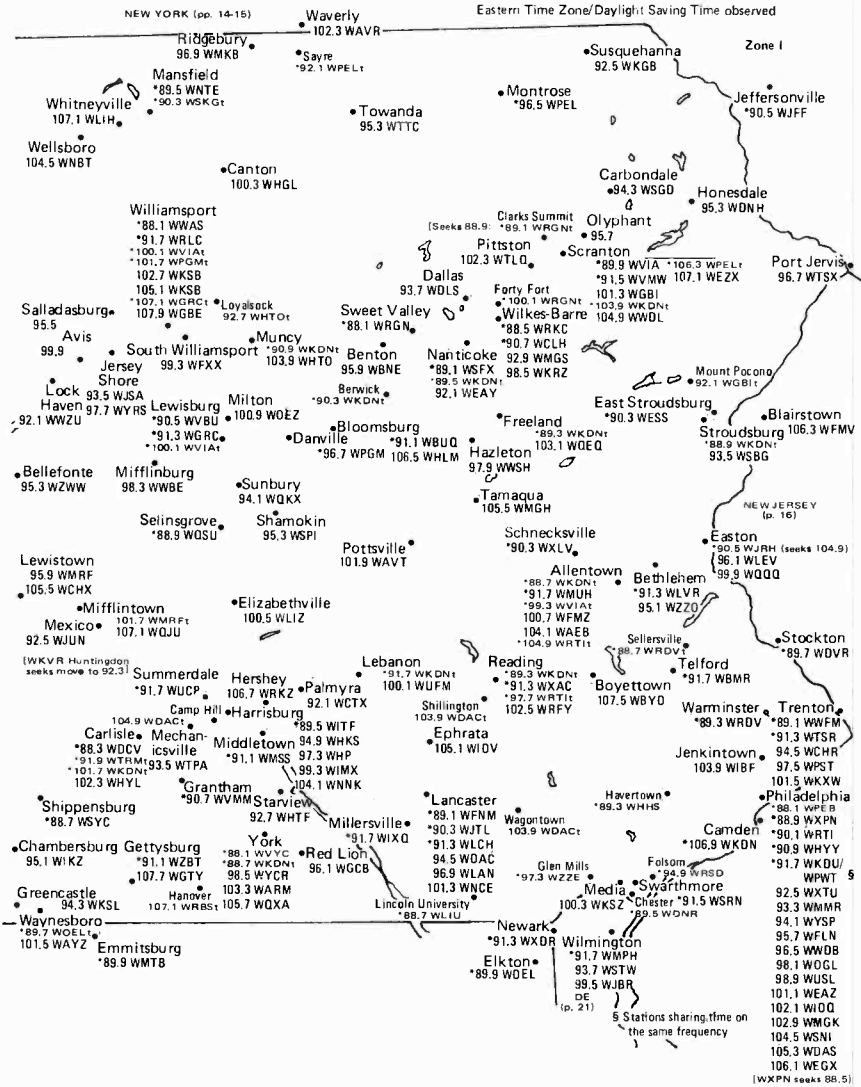 NEW YORK (pp. 14-15)
Eastern Time Zone/Daylight Saving Time observed
Zone I
Waverly
102.3 WAVR
Ridgebury
96.9 WMKB
Sayre
*92.1 WPELt
Susquehanna
92.5 WKGB
Mansfield
*89.5 WNTE
*90.3 WSKGt
Whitneyville
107.1 WLIH
Montrose
*96.5 WPEL
Jeffersonville
*90.5 WJFF
Towanda
95.3 WTTC
Wellsboro
104.5 WNBT
Canton
100.3 WHGL
Carbondale
94.3 WSGD
Honesdale
95.3 WDNH
Williamsport
*88.1 WWAS
*91.7 WRLC
*100.1 WVIAt
*101.7 WPGMt
102.7 WKSB
105.1 KSB
*107.1 WGRCt
107.9 WGBE
Clarks Summit
[Seeks 88.9: *89.1 WRGNt
Olyphant
95.7
Pittston
102.3 WTLQ
Scranton
*89.9 WVIA
*91.5 WVMW
101.3 WGBI
*103.9 WKDNt
104.9 WWDL
*106.3 WPELt
107.1 WEZX
Port Jervis
96.7 WTSX
Dallas
93.7 WDLS
Forty Fort
*100.1 WRGNt
Loyalsock
92.7 WHTOt
Salladasburg
95.5
Sweet Valley
*88.1 WRGN
Wilkes-Barre
*88.5 WRKC
*90.7 WCLH
92.9 WMGS
98.5 WKRZ
Avis
99.9
South Williamsport
99.3 WFXX
Muncy
*90.9 WKDNt
103.9 WHTO
Benton
95.9 WBNE
Nanticoke
*89.1 WSFX
*89.5 WKDNt
92.1 WEAY
Jersey
Shore
93.5 WJSA
97.7 WYRS
Mount Pocono
92.1 WGBIt
Lock
Haven
92.1 WWZU
Berwick
*90.3 WKDNt
Lewisburg
*90.5 WVBU
*91.3 WGRC
*100.1 WVIAt
Milton
100.9 WOEZ
East Stroudsburg
*90.3 WESS
Blairstown
106.3 WFMV
Danville
Bloomsburg
*96.7 WPGM
*91.1 WBUQ
106.5 WHLM
Freeland
*89.3 WKDNt
103.1 WQEQ
Stroudsburg
*88.9 WKDNt
93.5 WSBG
Hazleton
97.9 WWSH
Bellefonte
95.3 WZWW
Mifflinburg
98.3 WWBE
Sunbury
94.1 WQKX
Tamaqua
105.5 WMGH
NEW JERSEY
(p. 16)
Selinsgrove
*88.9 WQSU
Shamokin
95.3 WSPI
Pottsville
101.9 WAVT
Schnecksville
*90.3 WXLV
Easton
*90.5 WJRH (seeks 104.9)
96.1 WLEV
99.9 WQQQ
Lewistown
95.9 WMRF
105.5 WCHX
Allentown
*88.7 WKDNt
*91.7 WMUH
*99.3 WVIAt
100.7 WFMZ
104.1 WAEB
*104.9 WRTIt
Bethlehem
*91.3 WLVR
95.1 WZZO
Mifflintown
101.7 WMRFt
107.1 WQJU
Elizabethville
100.5 WLIZ
Mexico
92.5 WJUN
Sellersville
*88.7 WRDVt
Stockton
*89.7 WDVR
[WKVR Huntingdon
seeks move to 92.3]
Summerdale
*91.7 WUCP
Hershey
106.7 WRKZ
Lebanon
*91.7 WKDNt
100.1 WUFM
Palmyra
92.1 WCTX
Reading
*89.3 WKDNt
*91.3 WXAC
*97.7 WRTIt
102.5 WRFY
Boyettown
107.5 WBYO
Telford
*91.7 WBMR
Camp Hill
104.9 WDACt
Harrisburg
*89.5 WITF
94.9 WHKS
97.3 WHP
99.3 WIMX
104.1 WNNK
Shillington
103.9 WDACt
Warminster
*89.3 WRDV
Trenton
*89.1 WWFM
*91.3 WTSR
94.5 WCHR
97.5 WPST
101.5 WKXW
Carlisle
*88.3 WDCV
*91.9 WTRMt
*101.7 WKDNt
102.3 WHYL
Mechan-
icsville
93.5 WTPA
Middletown
*91.1 WMSS
Ephrata
105.1 WIOV
Jenkintown
103.9 WIBF
Grantham
*90.7 WVMM
Starview
92.7 WHTF
Shippensburg
*88.7 WSYC
Millersville
*91.7 WIXQ
Lancaster
*89.1 WFNM
*90.3 WJTL
*91.3 WLCH
94.5 WDAC
96.9 WLAN
101.3 WNCE
Wagontown
103.9 WDACt
Havertown
*89.3 WHHS
Camden
*106.9 WKDN
Philadelphia
*88.1 WPEB
*88.9 WXPN
*90.1 WRTI
*90.9 WHYY
*91.7 WKDU/
WPWT §
92.5 WXTU
93.3 WMMR
94.1 WYSP
95.7 WFLN
96.5 WWDB
98.1 WOGL
98.9 WUSL
101.1 WEAZ
102.1 WIOQ
102.9 WMGK
104.5 WSNI
105.3 WDAS
106.1 WEGX
[WXPN seeks 88.5]
Chambersburg
95.1 WIKZ
Gettysburg
*91.1 WZBT
107.7 WGTY
York
*88.1 WVYC
*88.7 WKDNt
98.5 WYCR
103.3 WARM
105.7 WQXA
Red Lion
96.1 WGCB
Glen Mills
*97.3 WZZE
Folsom
*94.9 WRSD
Media
100.3 WKSZ
Swarthmore
*91.5 WSRN
Chester
*89.5 WDNR
Greencastle
94.3 WKSL
Hanover
107.1 WRBSt
Lincoln University
*88.7 WLIU
Waynesboro
*89.7 WOELt
101.5 WAYZ
Emmitsburg
*89.9 WMTB
Newark
*91.3 WXDR
Wilmington
*91.7 WMPH
93.7 WSTW
99.5 WJBR
Elkton
*89.9 WOEL
DE
(p. 21)
§ Stations sharing time on
the same frequency